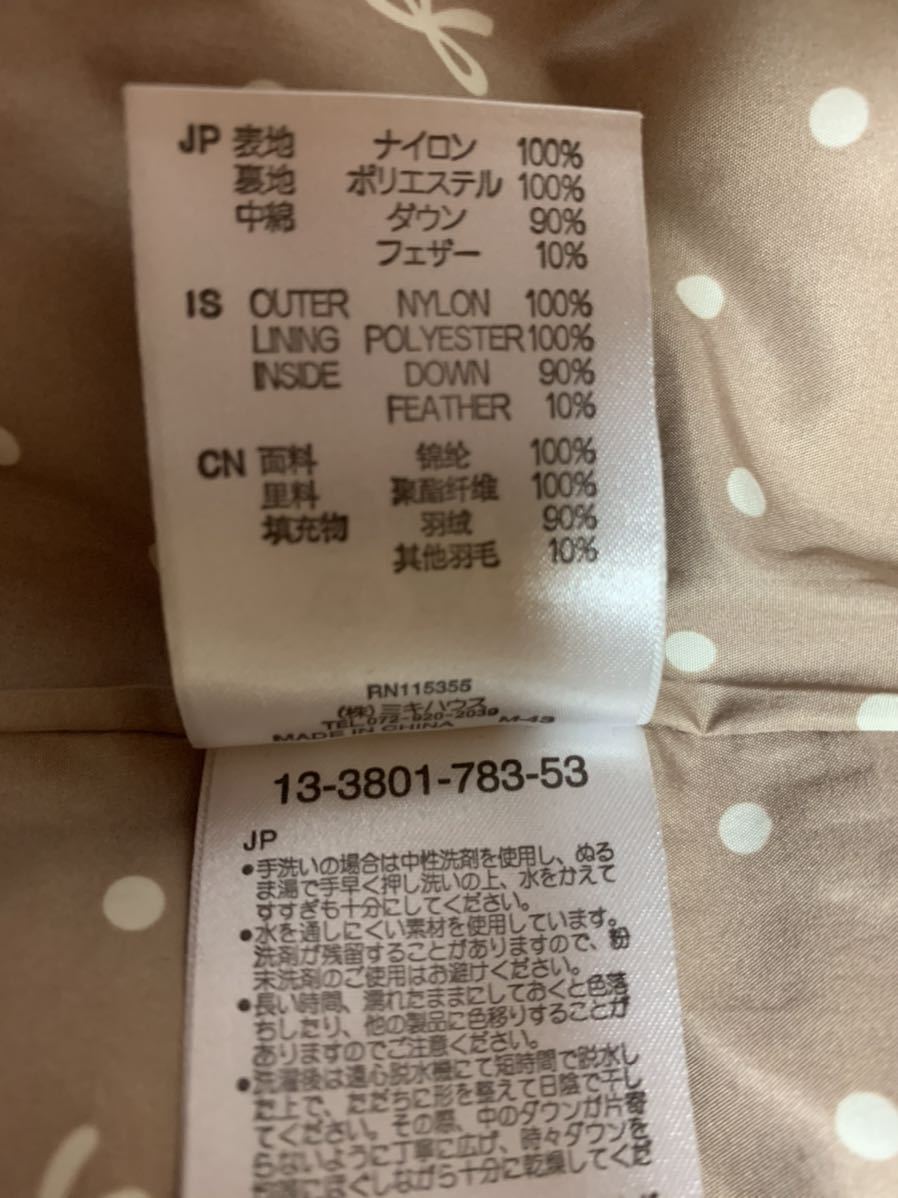 JP 表地 ナイロン 100%
裏地 ポリエステル 100%
中綿 ダウン 90%
フェザー 10%
IS OUTER NYLON 100%
LINING POLYESTER 100%
INSIDE DOWN 90%
FEATHER 10%
CN 面料 锦纶 100%
里料 聚酯纤维 100%
填充物 羽绒 90%
其他羽毛 10%
RN115355
(株)ミキハウス
TEL 072-920-2039
MADE IN CHINA M-43
13-3801-783-53
JP
●手洗いの場合は中性洗剤を使用し、ぬる
ま湯で手早く押し洗いの上、水をかえて
すすぎも十分にしてください。
●水を通しにくい素材を使用しています。
洗剤が残留することがありますので、粉
末洗剤のご使用はお避けください。
●長い時間、濡れたままにしておくと色落
ちしたり、他の製品に色移りすることが
ありますのでご注意ください。
●洗濯後は遠心脱水機にて短時間で脱水し
た上で、ただちに形を整えて日陰で干し
てください。その際、中のダウンが片寄
らないように丁寧に広げ、時々ダウンを
にほぐしながら十分に乾燥してくだ